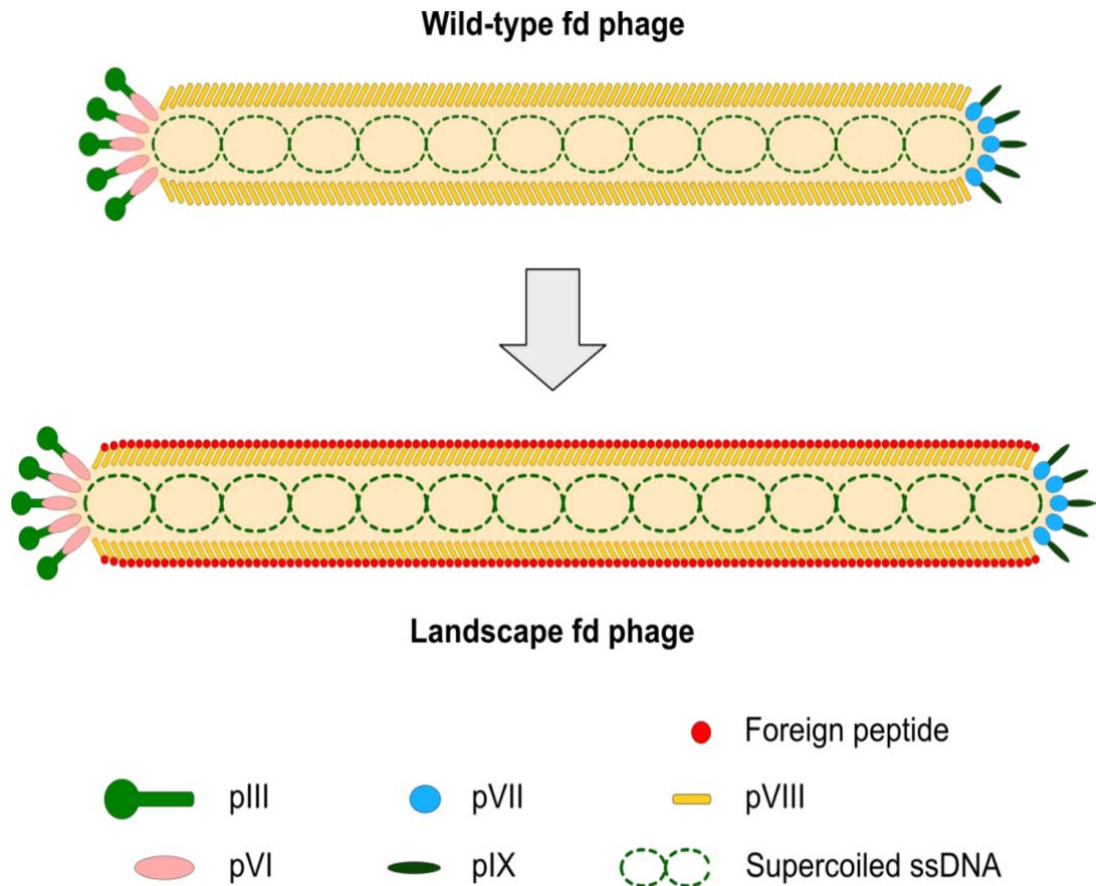 Wild-type fd phage
Landscape fd phage
Foreign peptide
pIII pVII pVIII
pVI pIX Supercoiled ssDNA